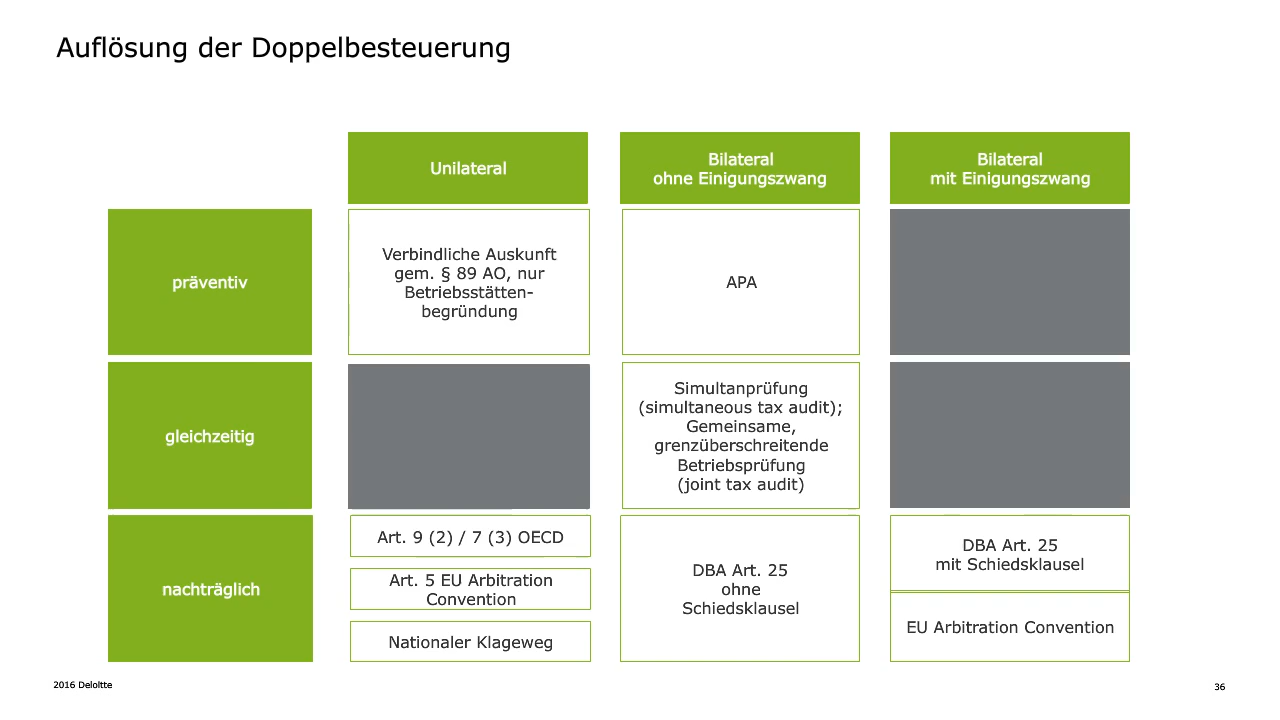 Auflösung der Doppelbesteuerung
Unilateral
Bilateral
ohne Einigungszwang
Bilateral
mit Einigungszwang
präventiv
Verbindliche Auskunft
gem. § 89 AO, nur
Betriebsstätten-
begründung
APA
gleichzeitig
Simultanprüfung
(simultaneous tax audit);
Gemeinsame,
grenzüberschreitende
Betriebsprüfung
(joint tax audit)
nachträglich
Art. 9 (2) / 7 (3) OECD
Art. 5 EU Arbitration
Convention
Nationaler Klageweg
DBA Art. 25
ohne
Schiedsklausel
DBA Art. 25
mit Schiedsklausel
EU Arbitration Convention
2016 Deloitte
36